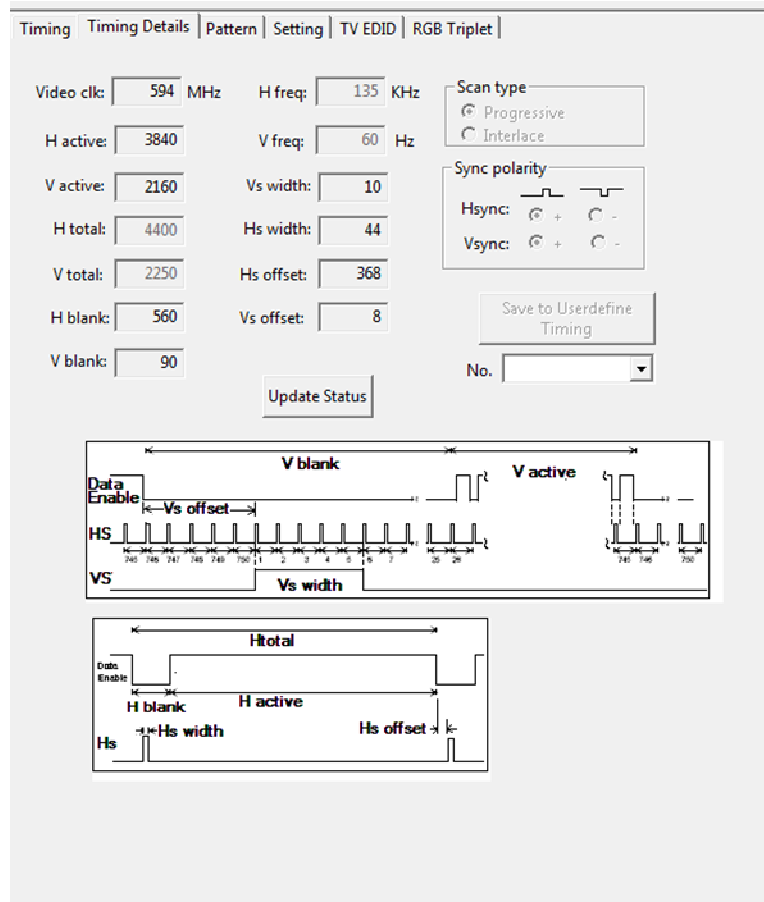 Timing Timing Details Pattern Setting TV EDID RGB Triplet
Video clk: 594 MHz H freq: 135 KHz Scan type
Progressive
H active: 3840 V freq: 60 Hz Interlace
Sync polarity
V active: 2160 Vs width: 10
Hsync: + -
H total: 4400 Hs width: 44
Vsync: + -
V total: 2250 Hs offset: 368
H blank: 560 Vs offset: 8 Save to Userdefine
Timing
V blank: 90 No.
Update Status
V blank V active
Data
Enable
Vs offset
HS
745 746 747 748 749 750 1 2 3 4 5 6 7 25 26 745 746 750
VS Vs width
Htotal
Data
Enable
H blank H active
Hs width Hs offset
Hs